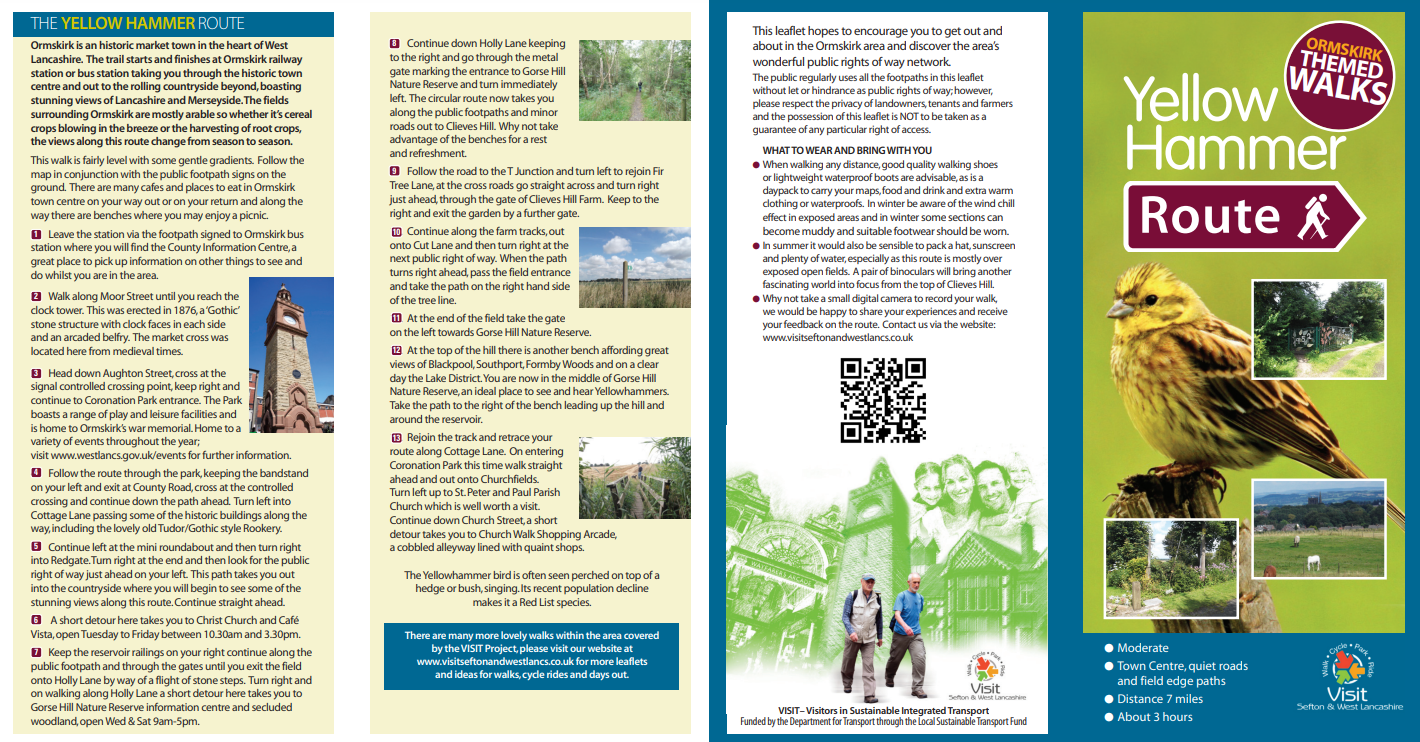 THE YELLOW HAMMER ROUTE
Ormskirk is an historic market town in the heart of West
Lancashire. The trail starts and finishes at Ormskirk railway
station or bus station taking you through the historic town
centre and out to the rolling countryside beyond, boasting
stunning views of Lancashire and Merseyside. The fields
surrounding Ormskirk are mostly arable so whether it's cereal
crops blowing in the breeze or the harvesting of root crops,
the views along this route change from season to season.
This walk is fairly level with some gentle gradients. Follow the
map in conjunction with the public footpath signs on the
ground. There are many cafes and places to eat in Ormskirk
town centre on your way out or on your return and along the
way there are benches where you may enjoy a picnic.
1 Leave the station via the footpath signed to Ormskirk bus
station where you will find the County Information Centre, a
great place to pick up information on other things to see and
do whilst you are in the area.
2 Walk along Moor Street until you reach the
clock tower. This was erected in 1876, a 'Gothic'
stone structure with clock faces in each side
and an arcaded belfry. The market cross was
located here from medieval times.
3 Head down Aughton Street, cross at the
signal controlled crossing point, keep right and
continue to Coronation Park entrance. The Park
boasts a range of play and leisure facilities and
is home to Ormskirk's war memorial. Home to a
variety of events throughout the year;
visit www.westlancs.gov.uk/events for further information.
4 Follow the route through the park, keeping the bandstand
on your left and exit at County Road, cross at the controlled
crossing and continue down the path ahead. Turn left into
Cottage Lane passing some of the historic buildings along the
way, including the lovely old Tudor/Gothic style Rookery.
5 Continue left at the mini roundabout and then turn right
into Redgate. Turn right at the end and then look for the public
right of way just ahead on your left. This path takes you out
into the countryside where you will begin to see some of the
stunning views along this route. Continue straight ahead.
6 A short detour here takes you to Christ Church and Café
Vista, open Tuesday to Friday between 10.30am and 3.30pm.
7 Keep the reservoir railings on your right continue along the
public footpath and through the gates until you exit the field
onto Holly Lane by way of a flight of stone steps. Turn right and
on walking along Holly Lane a short detour here takes you to
Gorse Hill Nature Reserve information centre and secluded
woodland, open Wed & Sat 9am-5pm.
8 Continue down Holly Lane keeping
to the right and go through the metal
gate marking the entrance to Gorse Hill
Nature Reserve and turn immediately
left. The circular route now takes you
along the public footpaths and minor
roads out to Clieves Hill. Why not take
advantage of the benches for a rest
and refreshment.
9 Follow the road to the T Junction and turn left to rejoin Fir
Tree Lane, at the cross roads go straight across and turn right
just ahead, through the gate of Clieves Hill Farm. Keep to the
right and exit the garden by a further gate.
10 Continue along the farm tracks, out
onto Cut Lane and then turn right at the
next public right of way. When the path
turns right ahead, pass the field entrance
and take the path on the right hand side
of the tree line.
11 At the end of the field take the gate
on the left towards Gorse Hill Nature Reserve.
12 At the top of the hill there is another bench affording great
views of Blackpool, Southport, Formby Woods and on a clear
day the Lake District. You are now in the middle of Gorse Hill
Nature Reserve, an ideal place to see and hear Yellowhammers.
Take the path to the right of the bench leading up the hill and
around the reservoir.
13 Rejoin the track and retrace your
route along Cottage Lane. On entering
Coronation Park this time walk straight
ahead and out onto Churchfields.
Turn left up to St. Peter and Paul Parish
Church which is well worth a visit.
Continue down Church Street, a short
detour takes you to Church Walk Shopping Arcade,
a cobbled alleyway lined with quaint shops.
The Yellowhammer bird is often seen perched on top of a
hedge or bush, singing. Its recent population decline
makes it a Red List species.
There are many more lovely walks within the area covered
by the VISIT Project, please visit our website at
www.visitseftonandwestlancs.co.uk for more leaflets
and ideas for walks, cycle rides and days out.
This leaflet hopes to encourage you to get out and
about in the Ormskirk area and discover the area's
wonderful public rights of way network.
The public regularly uses all the footpaths in this leaflet
without let or hindrance as public rights of way; however,
please respect the privacy of landowners, tenants and farmers
and the possession of this leaflet is NOT to be taken as a
guarantee of any particular right of access.
WHAT TO WEAR AND BRING WITH YOU
● When walking any distance, good quality walking shoes
or lightweight waterproof boots are advisable, as is a
daypack to carry your maps, food and drink and extra warm
clothing or waterproofs. In winter be aware of the wind chill
effect in exposed areas and in winter some sections can
become muddy and suitable footwear should be worn.
● In summer it would also be sensible to pack a hat, sunscreen
and plenty of water, especially as this route is mostly over
exposed open fields. A pair of binoculars will bring another
fascinating world into focus from the top of Clieves Hill.
● Why not take a small digital camera to record your walk,
we would be happy to share your experiences and receive
your feedback on the route. Contact us via the website:
www.visitseftonandwestlancs.co.uk
WAYFARERS ARCADE
Walk • Cycle • Park • Ride
Visit
Sefton & West Lancashire
VISIT– Visitors in Sustainable Integrated Transport
Funded by the Department for Transport through the Local Sustainable Transport Fund
ORMSKIRK
THEMED
WALKS
Yellow
Hammer
Route
● Moderate
● Town Centre, quiet roads
and field edge paths
● Distance 7 miles
● About 3 hours
Walk • Cycle • Park • Ride
Visit
Sefton & West Lancashire